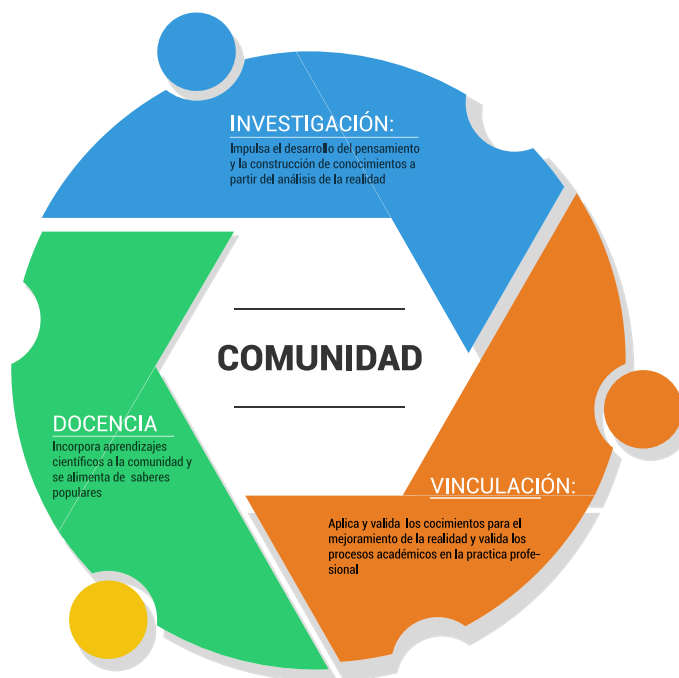 INVESTIGACIÓN:
Impulsa el desarrollo del pensamiento
y la construcción de conocimientos a
partir del análisis de la realidad
COMUNIDAD
DOCENCIA
Incorpora aprendizajes
científicos a la comunidad y
se alimenta de saberes
populares
VINCULACIÓN:
Aplica y valida los cocimientos para el
mejoramiento de la realidad y valida los
procesos académicos en la practica profe-
sional